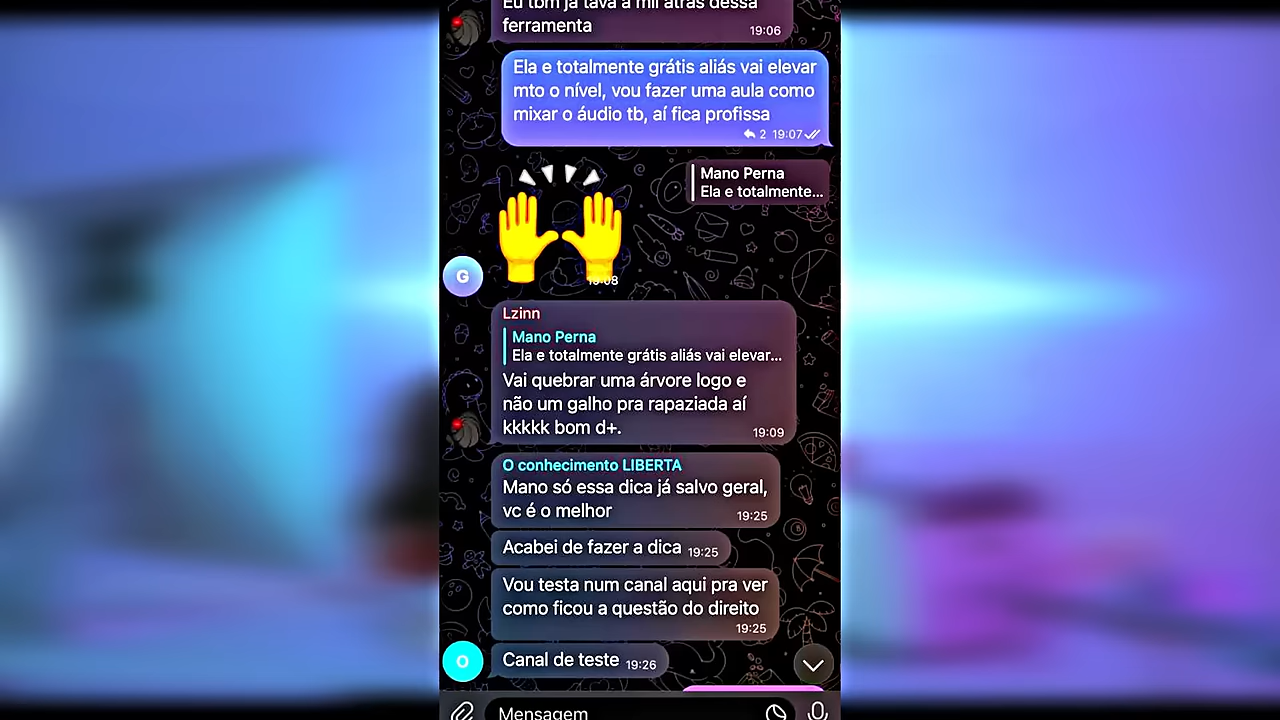 Eu tbm já tava a mil atrás dessa
ferramenta
19:06
Ela e totalmente grátis aliás vai elevar
mto o nível, vou fazer uma aula como
mixar o áudio tb, aí fica profissa
2 19:07
Mano Perna
Ela e totalmente...
19:08
G
Lzinn
Mano Perna
Ela e totalmente grátis aliás vai elevar...
Vai quebrar uma árvore logo e
não um galho pra rapaziada aí
kkkkk bom d+.
19:09
O conhecimento LIBERTA
Mano só essa dica já salvo geral,
vc é o melhor
19:25
Acabei de fazer a dica 19:25
Vou testa num canal aqui pra ver
como ficou a questão do direito
19:25
O
Canal de teste 19:26
Mensagem